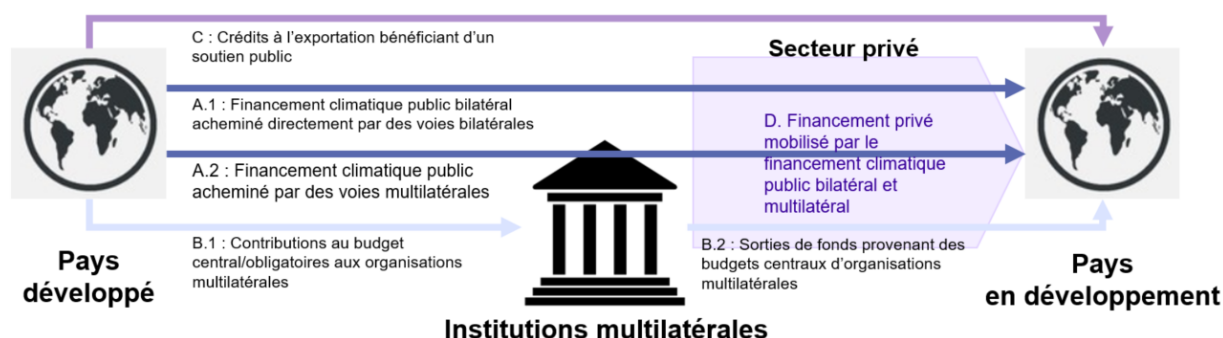 C : Crédits à l’exportation bénéficiant d’un
soutien public
Secteur privé
A.1 : Financement climatique public bilatéral
acheminé directement par des voies bilatérales
D. Financement privé
mobilisé par le
financement climatique
public bilatéral et
multilatéral
A.2 : Financement climatique public
acheminé par des voies multilatérales
B.1 : Contributions au budget
central/obligatoires aux organisations
multilatérales
B.2 : Sorties de fonds provenant des
budgets centraux d’organisations
multilatérales
Pays
développé
Pays
en développement
Institutions multilatérales